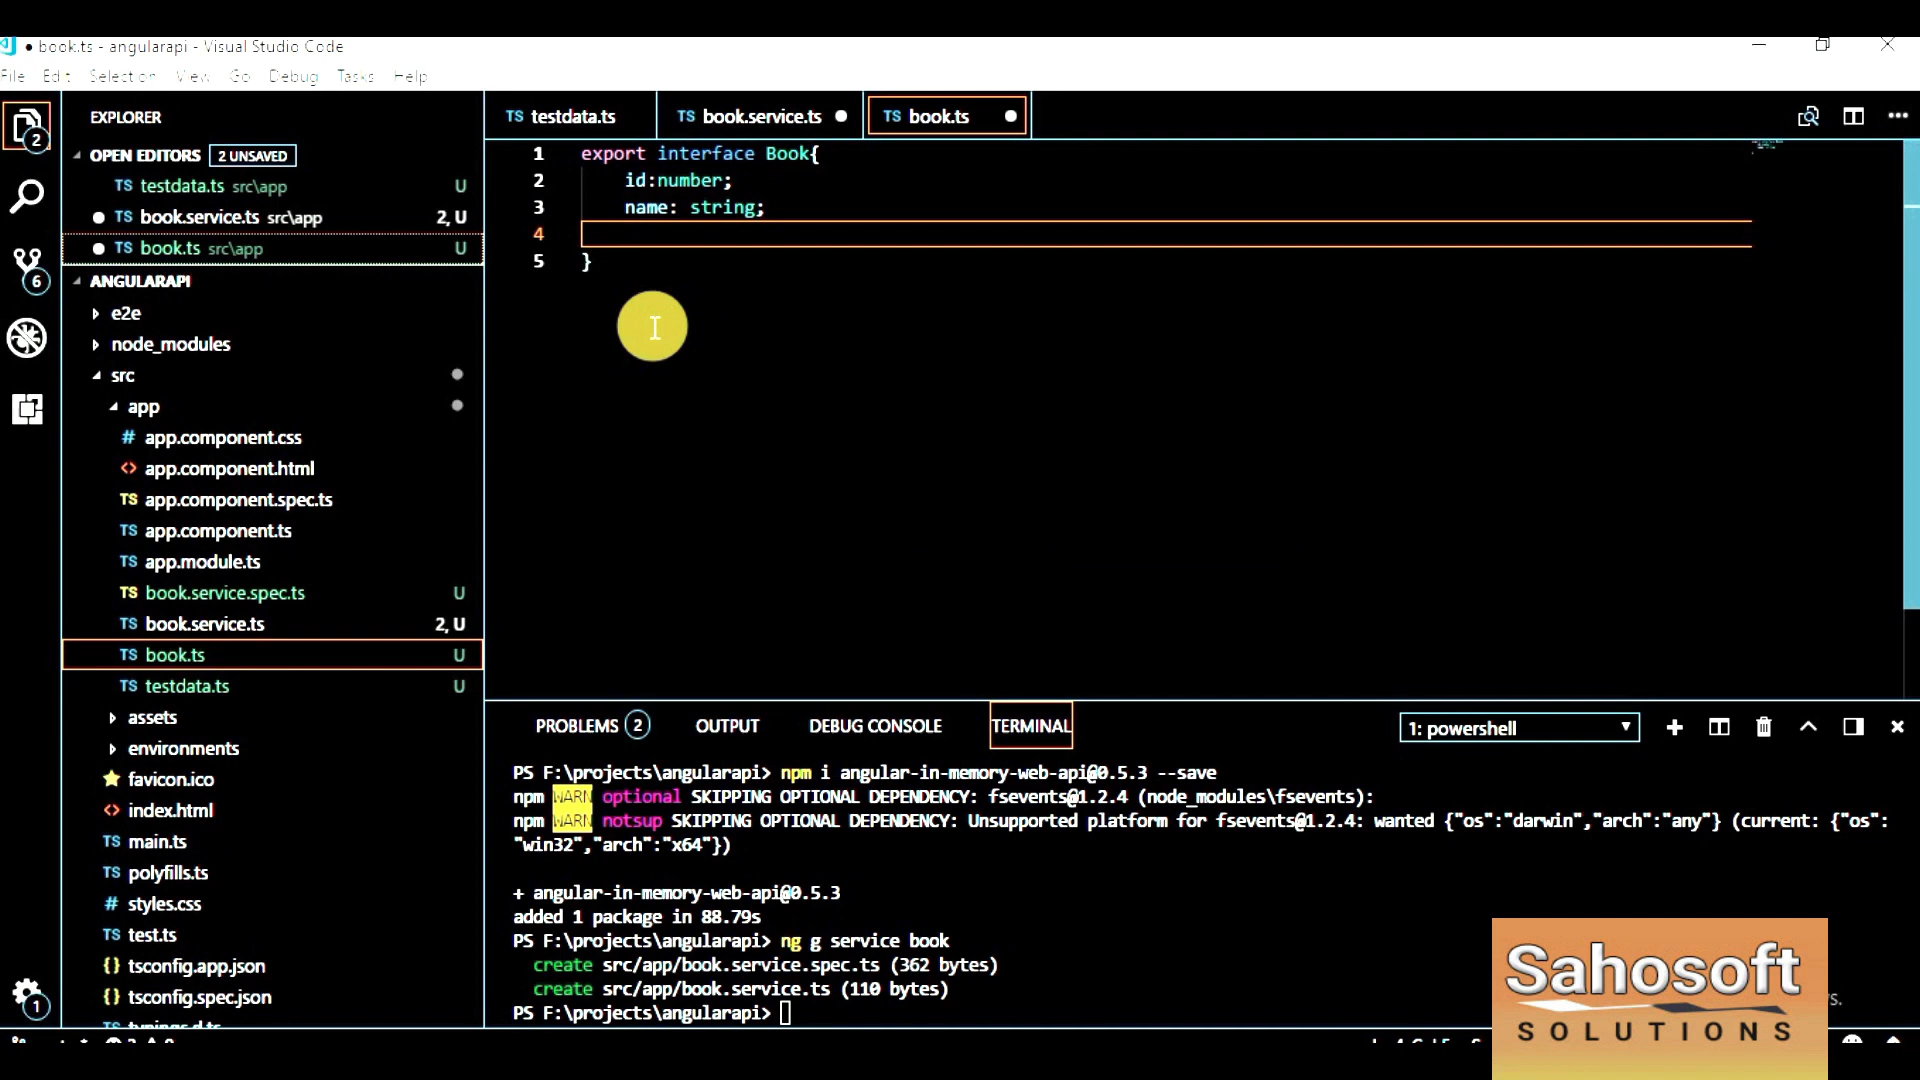 ● book.ts - angularapi - Visual Studio Code
File Edit Selection View Go Debug Tasks Help
EXPLORER
OPEN EDITORS 2 UNSAVED
TS testdata.ts src\app U
● TS book.service.ts src\app 2, U
● TS book.ts src\app U
ANGULARAPI
e2e
node_modules
src
app
# app.component.css
<> app.component.html
TS app.component.spec.ts
TS app.component.ts
TS app.module.ts
TS book.service.spec.ts U
TS book.service.ts 2, U
TS book.ts U
TS testdata.ts U
assets
environments
favicon.ico
<> index.html
TS main.ts
TS polyfills.ts
# styles.css
TS test.ts
{} tsconfig.app.json
{} tsconfig.spec.json
TS typings.d.ts
2
6
1
TS testdata.ts
TS book.service.ts ●
TS book.ts ●
1 export interface Book{
2 id:number;
3 name: string;
4
5 }
PROBLEMS 2 OUTPUT DEBUG CONSOLE TERMINAL
1: powershell
PS F:\projects\angularapi> npm i angular-in-memory-web-api@0.5.3 --save
npm WARN optional SKIPPING OPTIONAL DEPENDENCY: fsevents@1.2.4 (node_modules\fsevents):
npm WARN notsup SKIPPING OPTIONAL DEPENDENCY: Unsupported platform for fsevents@1.2.4: wanted {"os":"darwin","arch":"any"} (current: {"os":
"win32","arch":"x64"})
+ angular-in-memory-web-api@0.5.3
added 1 package in 88.79s
PS F:\projects\angularapi> ng g service book
create src/app/book.service.spec.ts (362 bytes)
create src/app/book.service.ts (110 bytes)
PS F:\projects\angularapi>
Sahosoft
SOLUTIONS